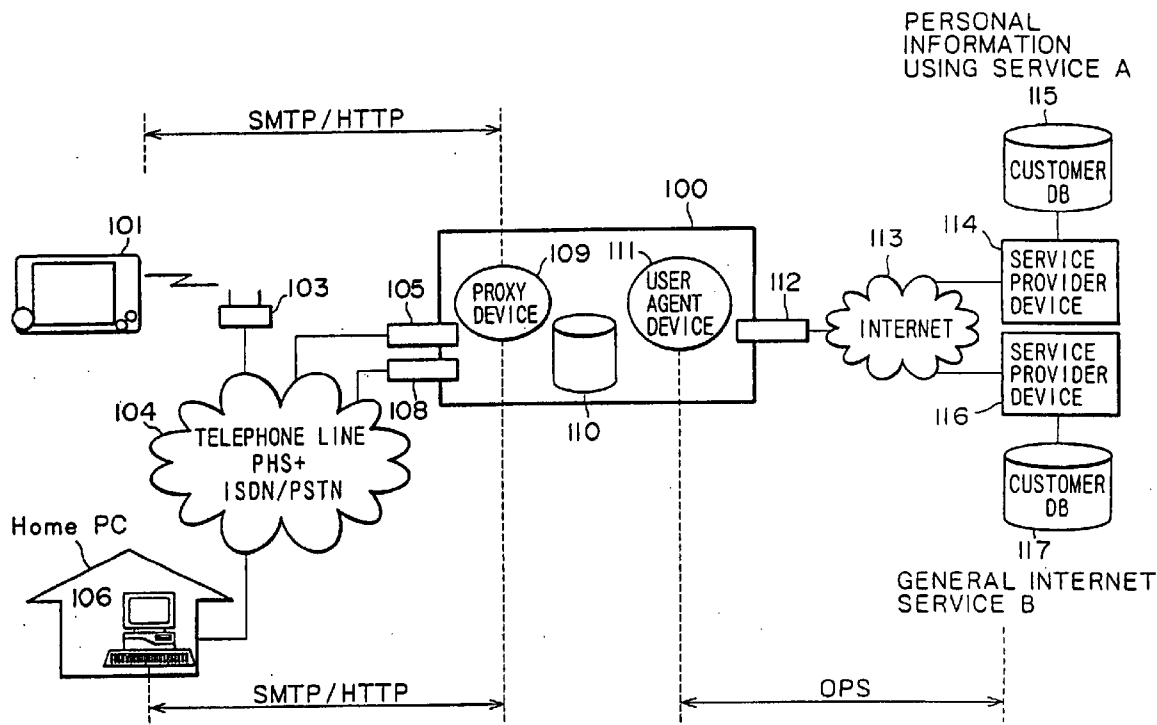 PERSONAL
INFORMATION
USING SERVICE A
115
SMTP/HTTP
CUSTOMER
DB
100
101
113
114
109
111
SERVICE
PROVIDER
DEVICE
103
105
PROXY
DEVICE
USER
AGENT
DEVICE
112
INTERNET
108
110
SERVICE
PROVIDER
DEVICE
116
104
TELEPHONE LINE
PHS+
ISDN/PSTN
CUSTOMER
DB
Home PC
117
106
GENERAL INTERNET
SERVICE B
SMTP/HTTP
OPS